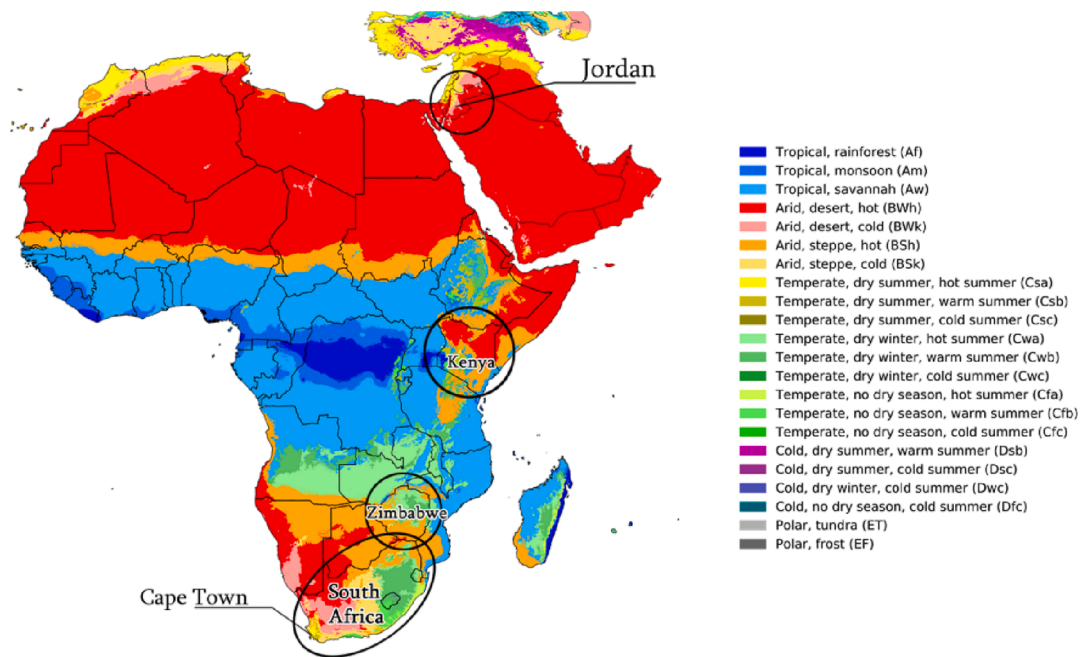 Jordan
Tropical, rainforest (Af)
Tropical, monsoon (Am)
Tropical, savannah (Aw)
Arid, desert, hot (BWh)
Arid, desert, cold (BWk)
Arid, steppe, hot (BSh)
Arid, steppe, cold (BSk)
Temperate, dry summer, hot summer (Csa)
Temperate, dry summer, warm summer (Csb)
Temperate, dry summer, cold summer (Csc)
Temperate, dry winter, hot summer (Cwa)
Temperate, dry winter, warm summer (Cwb)
Temperate, dry winter, cold summer (Cwc)
Temperate, no dry season, hot summer (Cfa)
Temperate, no dry season, warm summer (Cfb)
Temperate, no dry season, cold summer (Cfc)
Cold, dry summer, warm summer (Dsb)
Cold, dry summer, cold summer (Dsc)
Cold, dry winter, cold summer (Dwc)
Cold, no dry season, cold summer (Dfc)
Polar, tundra (ET)
Polar, frost (EF)
Kenya
Zimbabwe
South
Africa
Cape Town